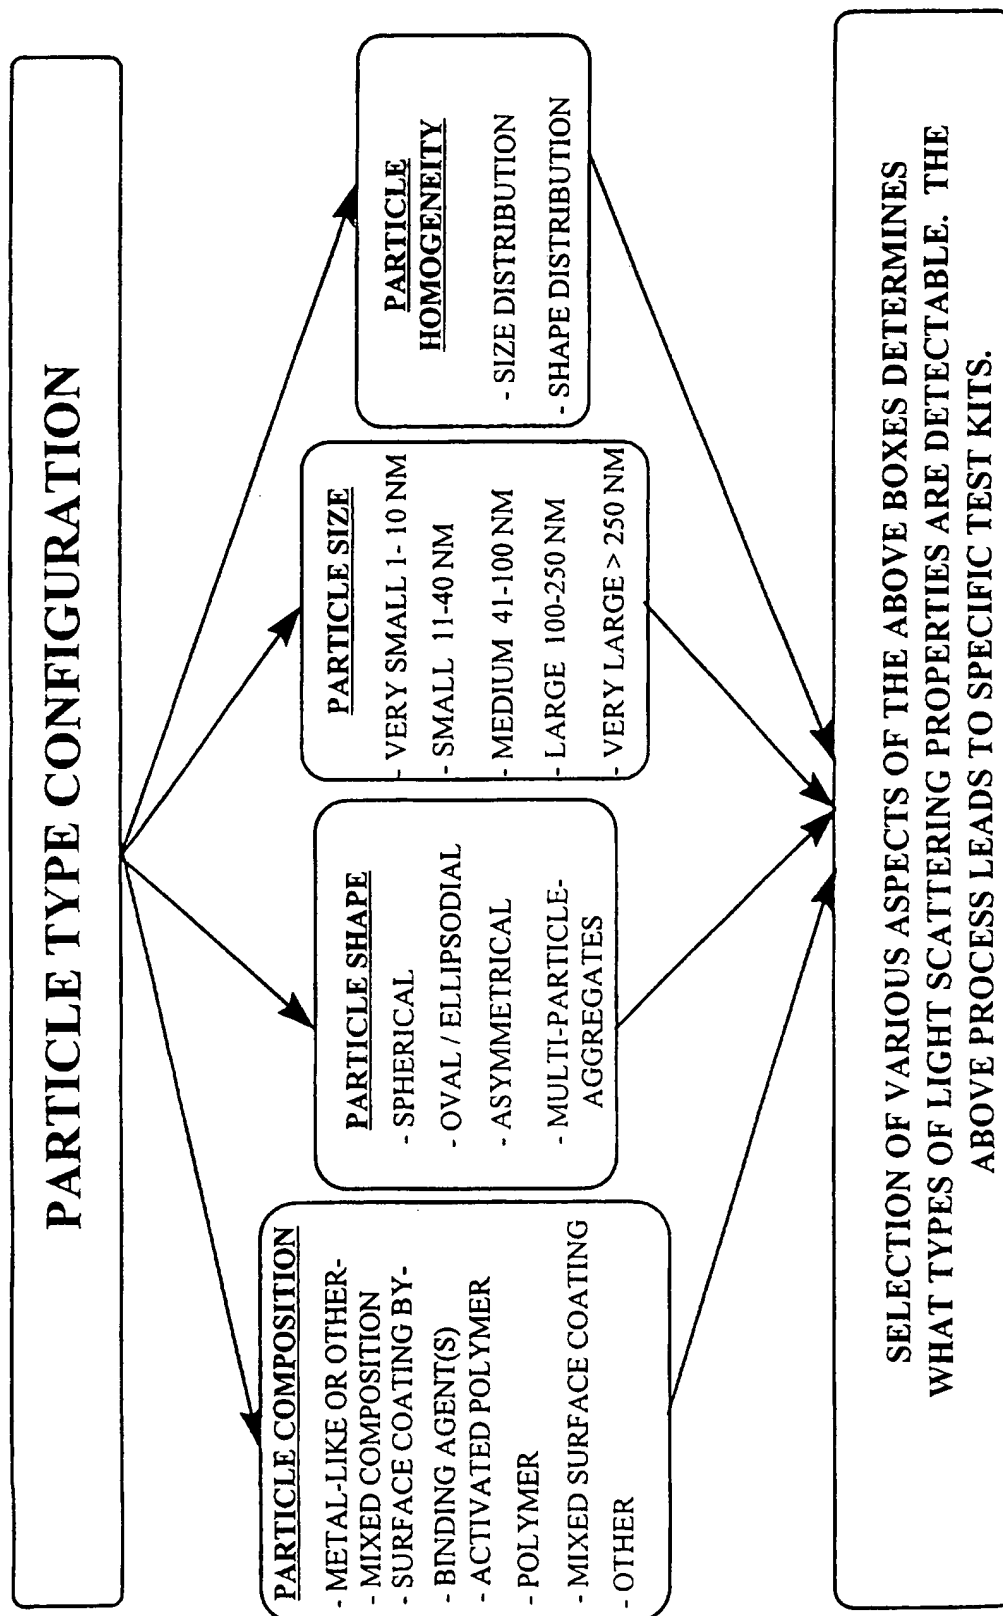 PARTICLE TYPE CONFIGURATION
PARTICLE COMPOSITION
- METAL-LIKE OR OTHER-
- MIXED COMPOSITION
- SURFACE COATING BY-
- BINDING AGENT(S)
- ACTIVATED POLYMER
- POLYMER
- MIXED SURFACE COATING
- OTHER
PARTICLE SHAPE
- SPHERICAL
- OVAL / ELLIPSODIAL
- ASYMMETRICAL
- MULTI-PARTICLE-
AGGREGATES
PARTICLE SIZE
- VERY SMALL 1- 10 NM
- SMALL 11-40 NM
- MEDIUM 41-100 NM
- LARGE 100-250 NM
- VERY LARGE > 250 NM
PARTICLE
HOMOGENEITY
- SIZE DISTRIBUTION
- SHAPE DISTRIBUTION
SELECTION OF VARIOUS ASPECTS OF THE ABOVE BOXES DETERMINES
WHAT TYPES OF LIGHT SCATTERING PROPERTIES ARE DETECTABLE. THE
ABOVE PROCESS LEADS TO SPECIFIC TEST KITS.